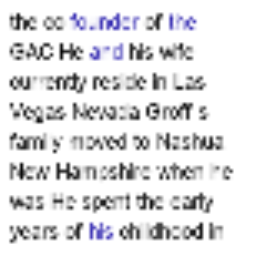 the co founder of the
GAC He and his wife
currently reside in Las
Vegas Nevada Groff s
family moved to Nashua
New Hampshire when he
was He spent the early
years of his childhood in